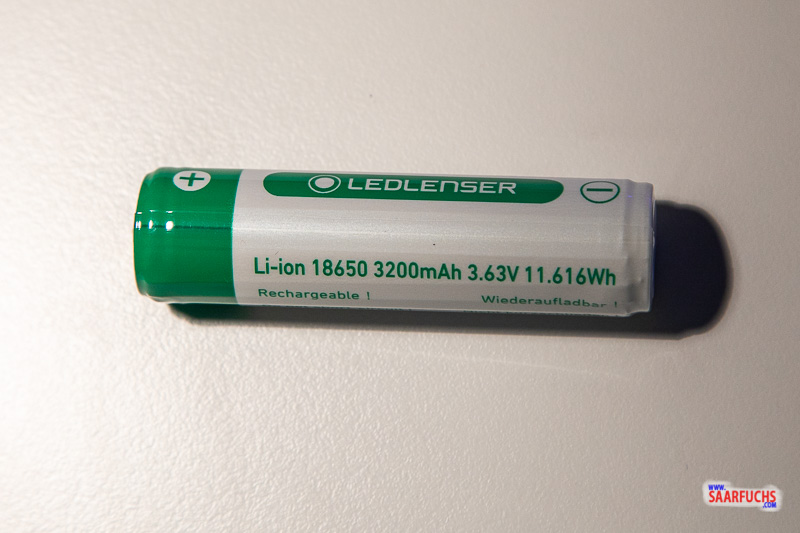 LEDLENSER
Li-ion 18650 3200mAh 3.63V 11.616Wh
Rechargeable ! Wiederaufladbar !
WWW.
SAARFUCHS
.COM